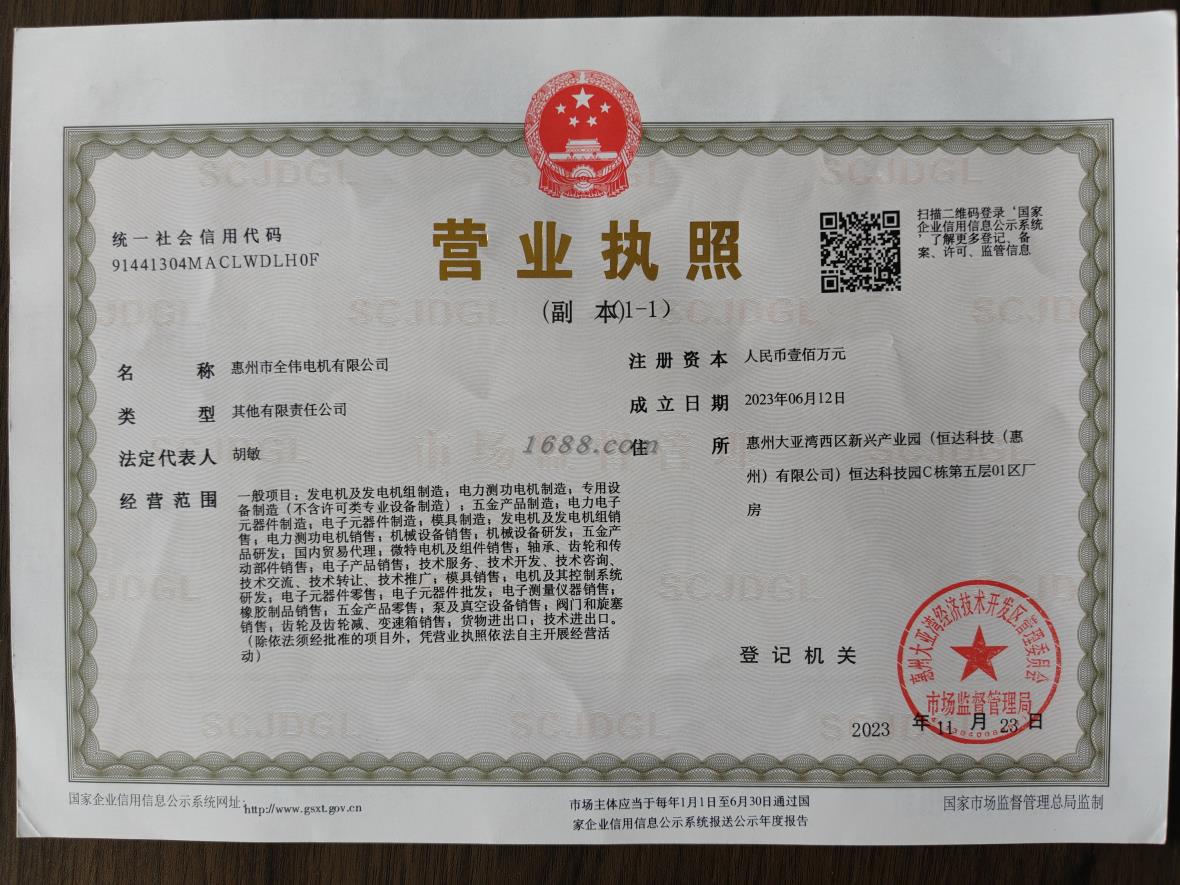 统一社会信用代码
91441304MACLWDLH0F
营业执照
（副 本）(1-1）
扫描二维码登录‘国家
企业信用信息公示系统
’了解更多登记、备
案、许可、监管信息
名 称 惠州市全伟电机有限公司
类 型 其他有限责任公司
法定代表人 胡敏
经营范围 一般项目：发电机及发电机组制造；电力测功电机制造；专用设
备制造（不含许可类专业设备制造）；五金产品制造；电力电子
元器件制造；电子元器件制造；模具制造；发电机及发电机组销
售；电力测功电机销售；机械设备销售；机械设备研发；五金产
品研发；国内贸易代理；微特电机及组件销售；轴承、齿轮和传
动部件销售；电子产品销售；技术服务、技术开发、技术咨询、
技术交流、技术转让、技术推广；模具销售；电机及其控制系统
研发；电子元器件零售；电子元器件批发；电子测量仪器销售；
橡胶制品销售；五金产品零售；泵及真空设备销售；阀门和旋塞
销售；齿轮及齿轮减、变速箱销售；货物进出口；技术进出口。
（除依法须经批准的项目外，凭营业执照依法自主开展经营活
动）
注册资本 人民币壹佰万元
成立日期 2023年06月12日
住 所 惠州大亚湾西区新兴产业园（恒达科技（惠
州）有限公司）恒达科技园C栋第五层01区厂
房
1688.com
登记机关
惠州大亚湾经济技术开发区管理委员会
市场监督管理局
2023 年 11 月 23 日
国家企业信用信息公示系统网址：http://www.gsxt.gov.cn
市场主体应当于每年1月1日至6月30日通过国
家企业信用信息公示系统报送公示年度报告
国家市场监督管理总局监制